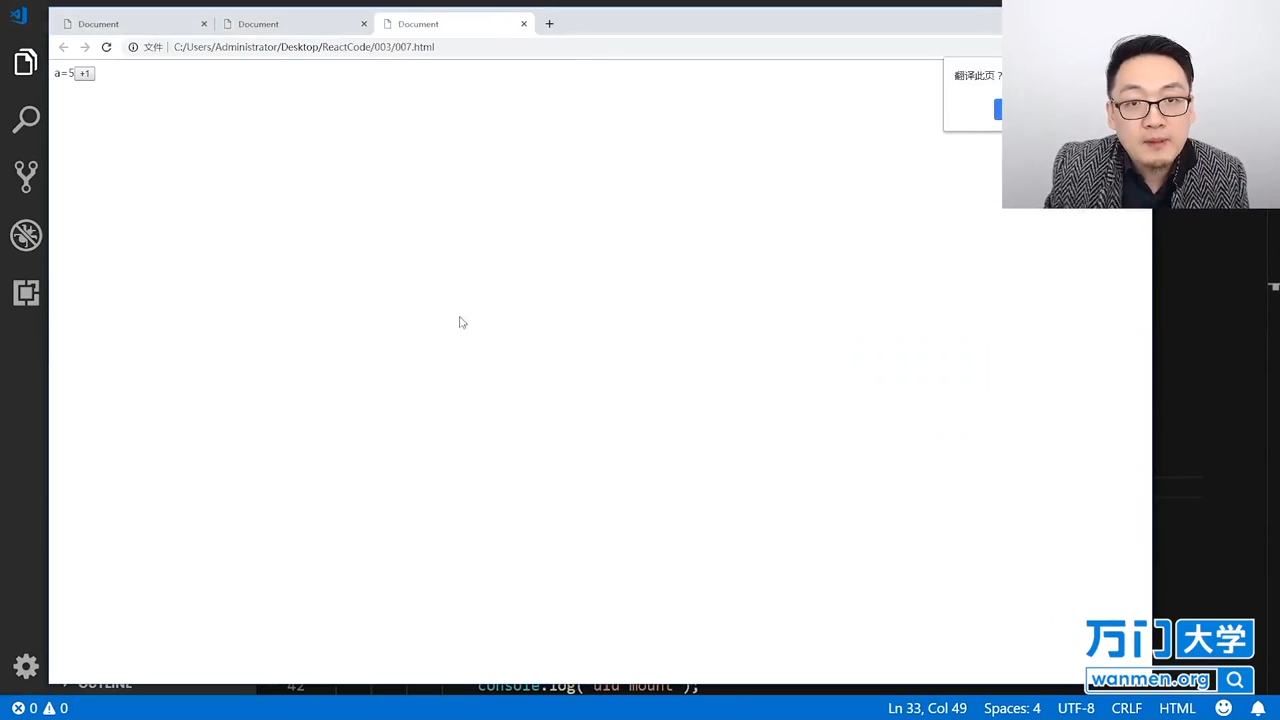 Document
Document
Document
文件
C:/Users/Administrator/Desktop/ReactCode/003/007.html
a=5
+1
翻译此页？
万门大学
wanmen.org
OUTLINE
42
console.log("did mount");
0
0
Ln 33, Col 49
Spaces: 4
UTF-8
CRLF
HTML